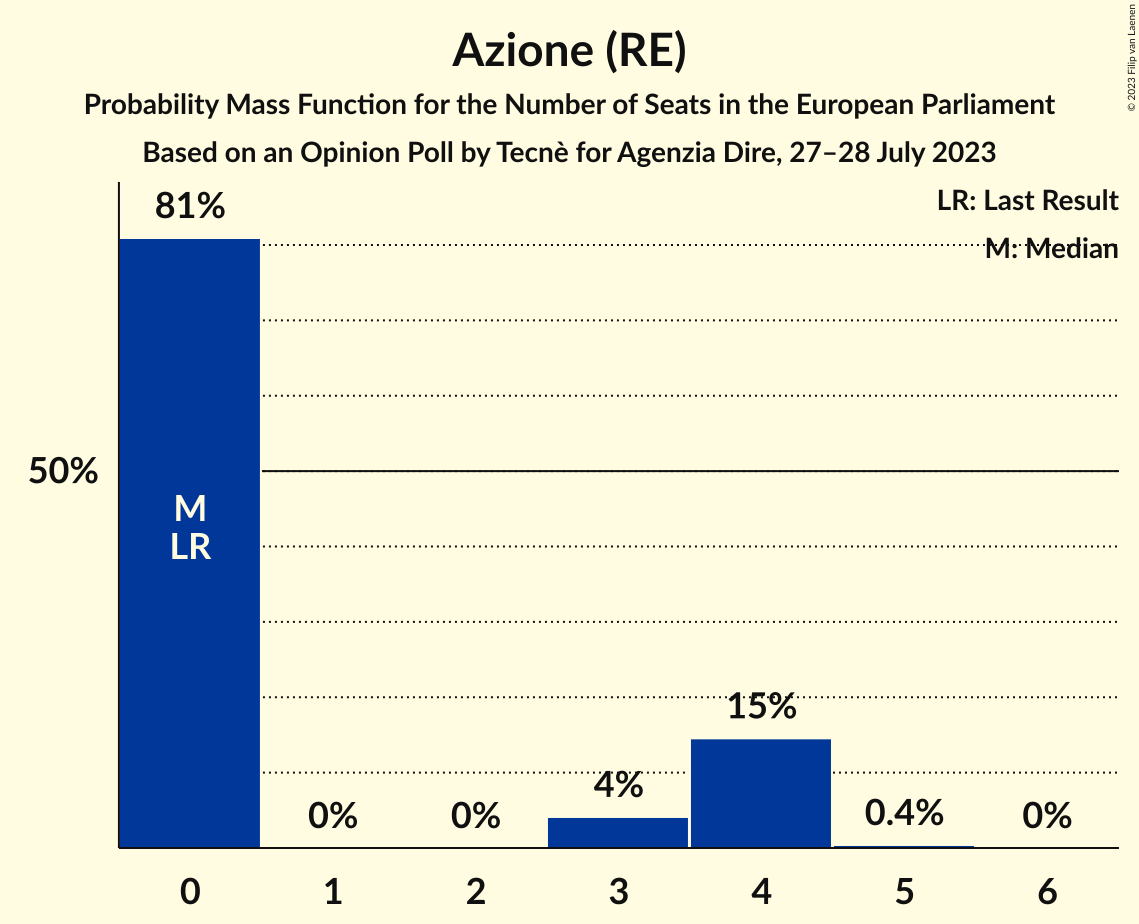 Azione (RE)
Probability Mass Function for the Number of Seats in the European Parliament
Based on an Opinion Poll by Tecnè for Agenzia Dire, 27–28 July 2023
© 2023 Filip van Laenen
LR: Last Result
M: Median
81%
50%
M
LR
15%
4%
0%
0%
0.4%
0%
0
1
2
3
4
5
6